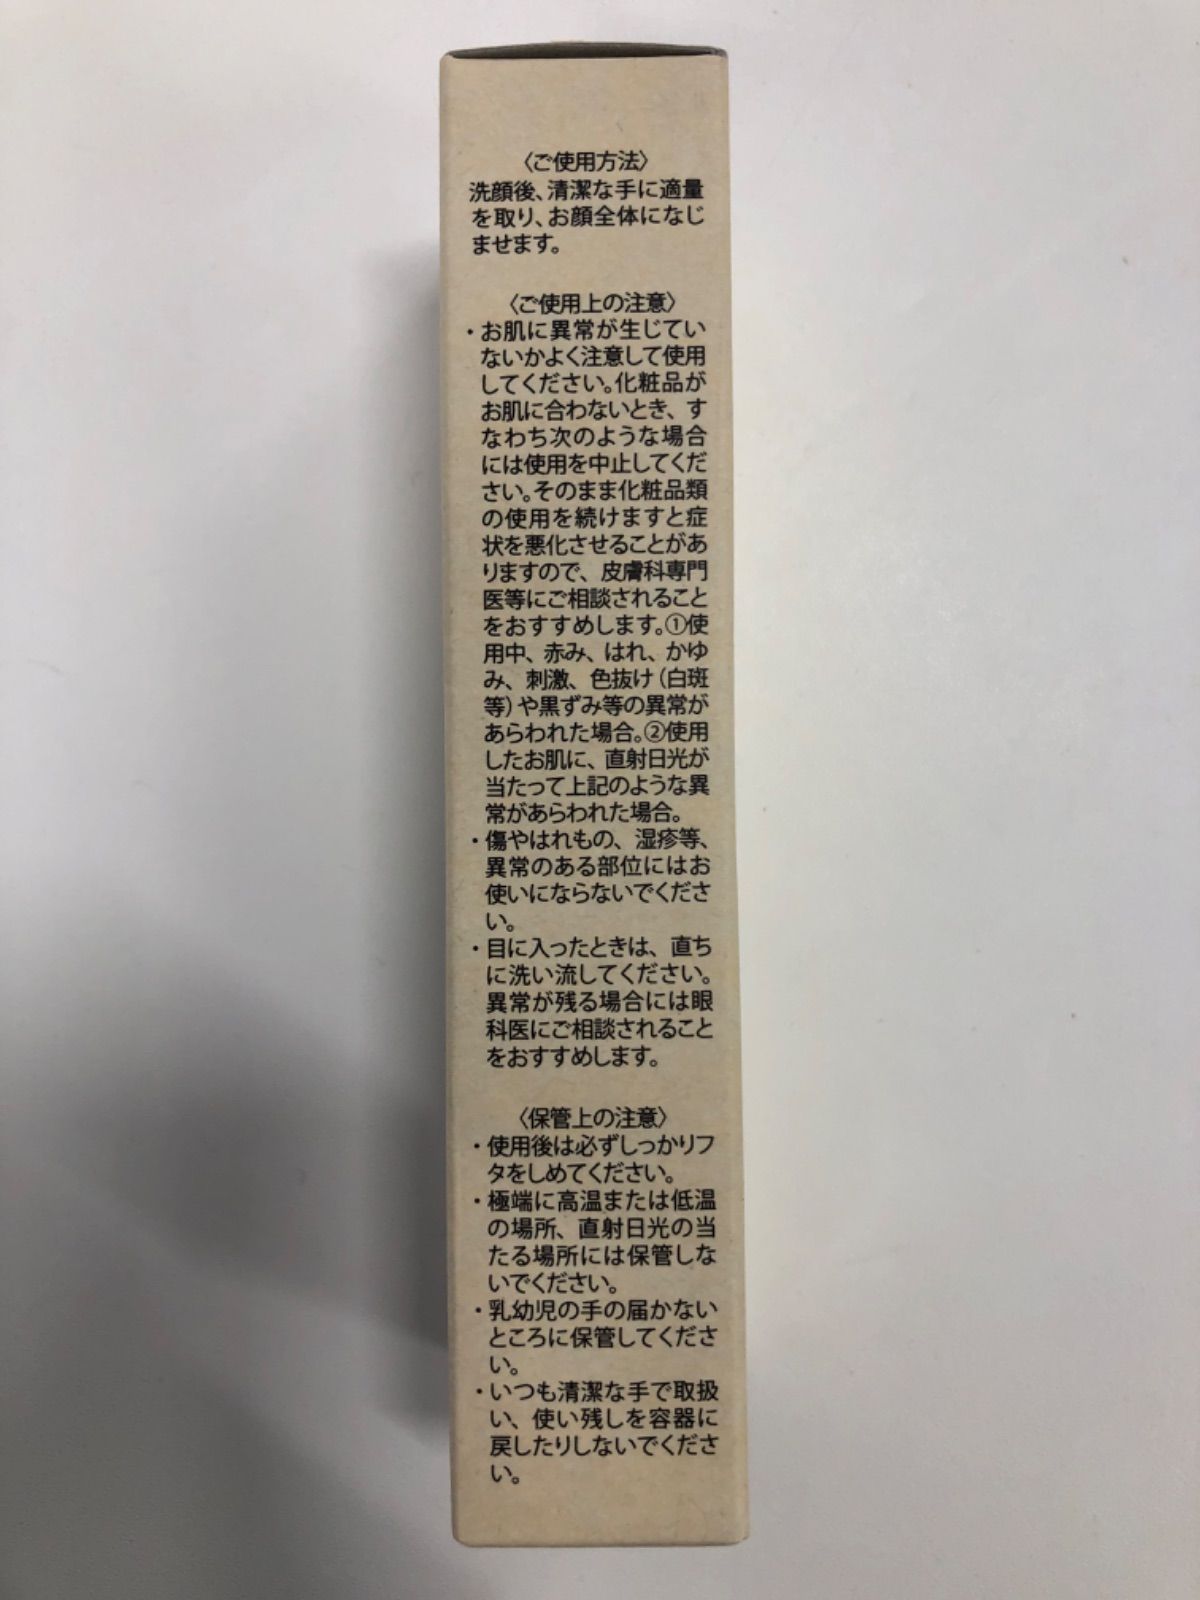 〈ご使用方法〉
洗顔後、清潔な手に適量
を取り、お顔全体になじ
ませます。
〈ご使用上の注意〉
・お肌に異常が生じてい
ないかよく注意して使用
してください。化粧品が
お肌に合わないとき、す
なわち次のような場合
には使用を中止してくだ
さい。そのまま化粧品類
の使用を続けますと症
状を悪化させることがあ
りますので、皮膚科専門
医等にご相談されること
をおすすめします。①使
用中、赤み、はれ、かゆ
み、刺激、色抜け（白斑
等）や黒ずみ等の異常が
あらわれた場合。②使用
したお肌に、直射日光が
当たって上記のような異
常があらわれた場合。
・傷やはれもの、湿疹等、
異常のある部位にはお
使いにならないでくださ
い。
・目に入ったときは、直ち
に洗い流してください。
異常が残る場合には眼
科医にご相談されること
をおすすめします。
〈保管上の注意〉
・使用後は必ずしっかりフ
タをしめてください。
・極端に高温または低温
の場所、直射日光の当
たる場所には保管しな
いでください。
・乳幼児の手の届かない
ところに保管してくださ
い。
・いつも清潔な手で取扱
い、使い残しを容器に
戻したりしないでくださ
い。